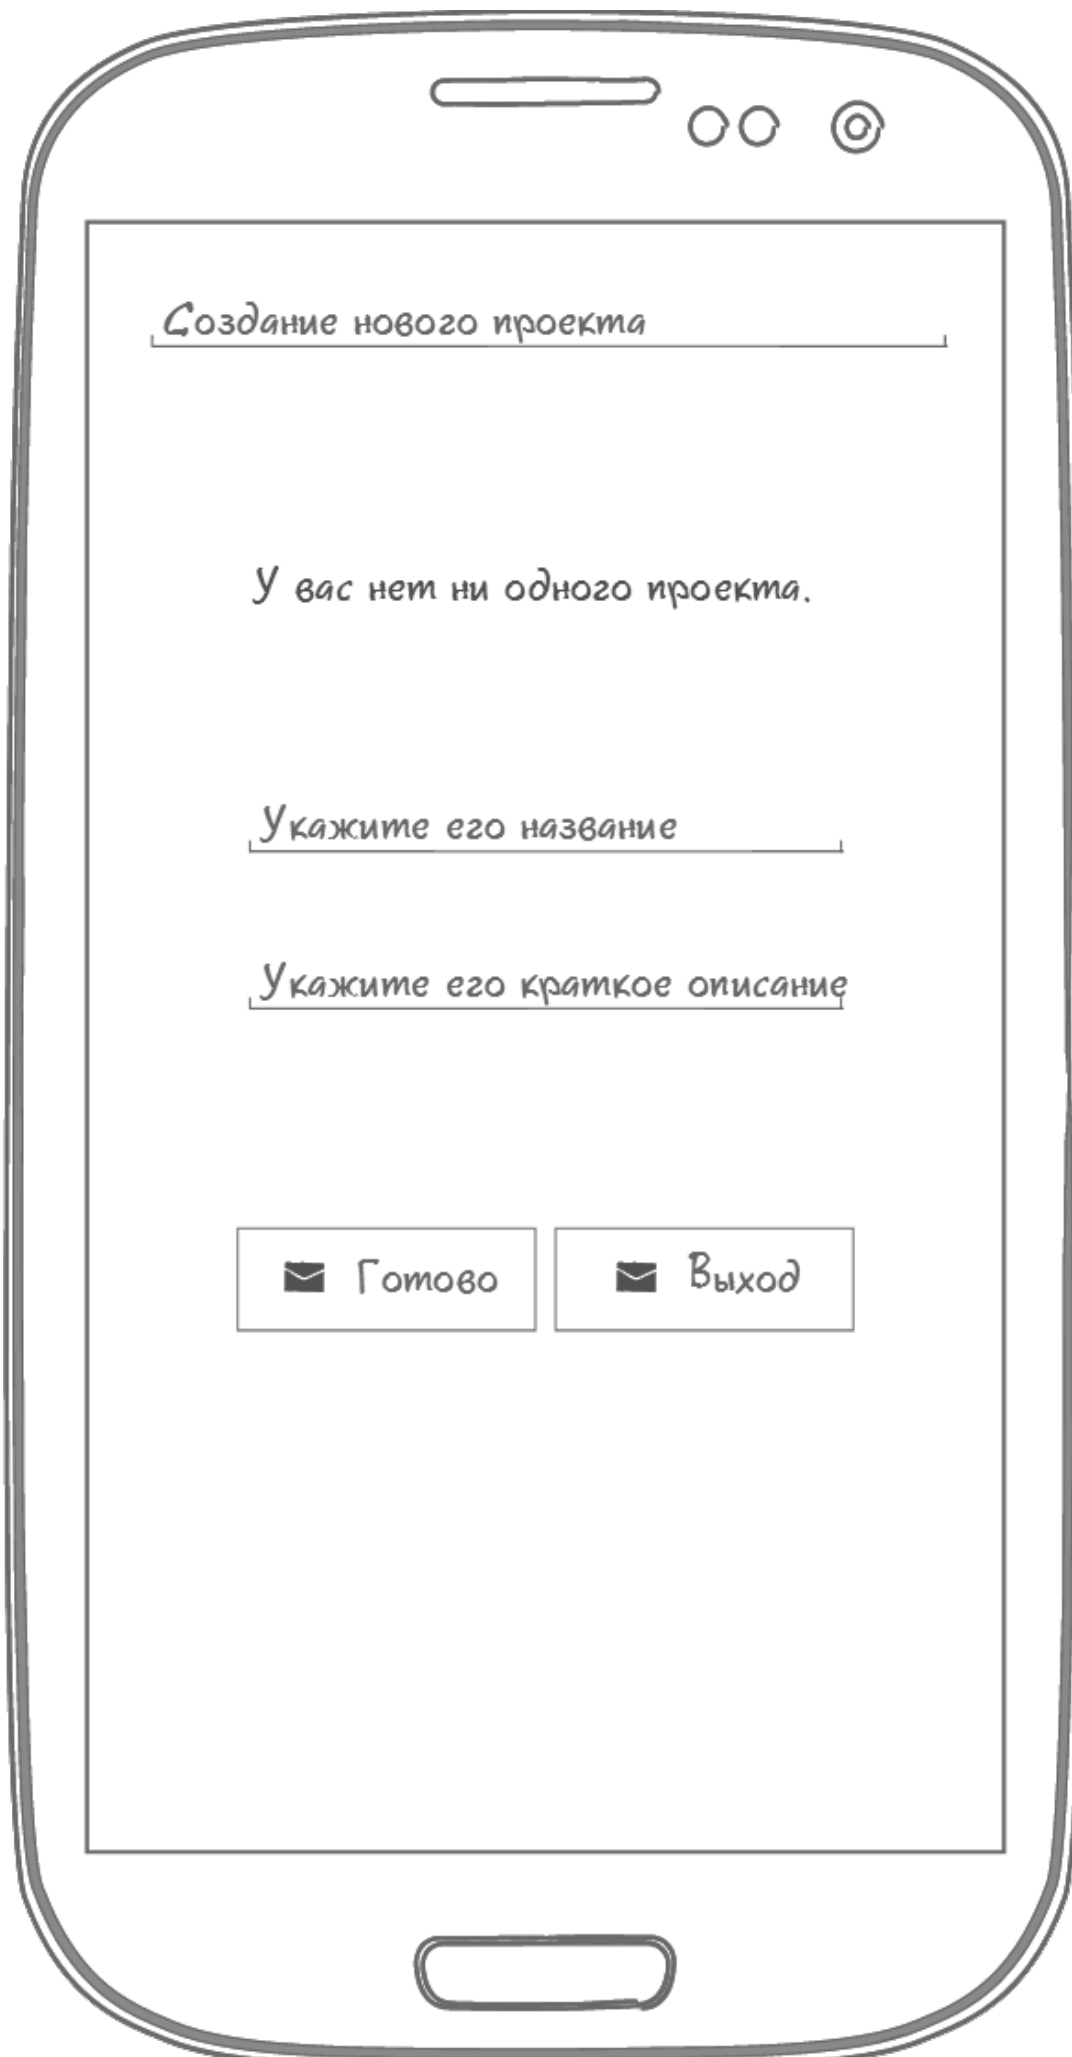 Создание нового проекта
У вас нет ни одного проекта.
Укажите его название
Укажите его краткое описание
Готово Выход